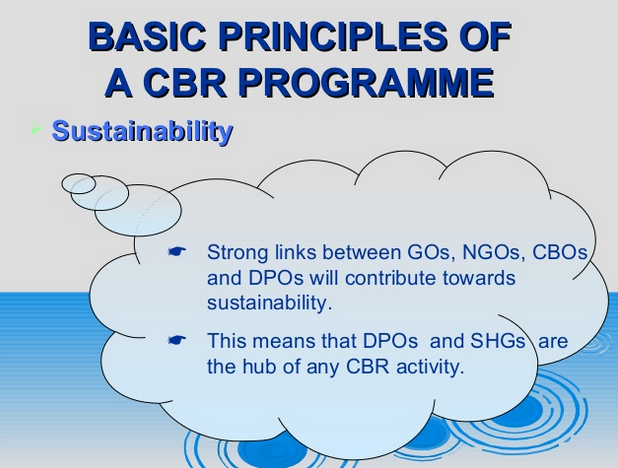 BASIC PRINCIPLES OF
A CBR PROGRAMME
Sustainability
Strong links between GOs, NGOs, CBOs
and DPOs will contribute towards
sustainability.
This means that DPOs and SHGs are
the hub of any CBR activity.